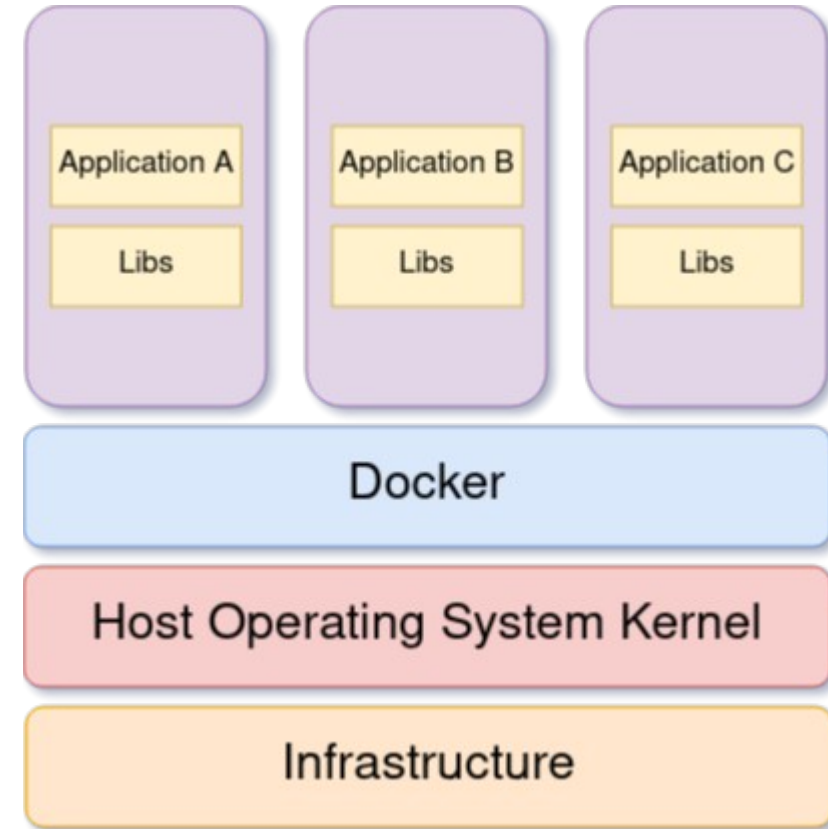 Application A
Libs
Application B
Libs
Application C
Libs
Docker
Host Operating System Kernel
Infrastructure